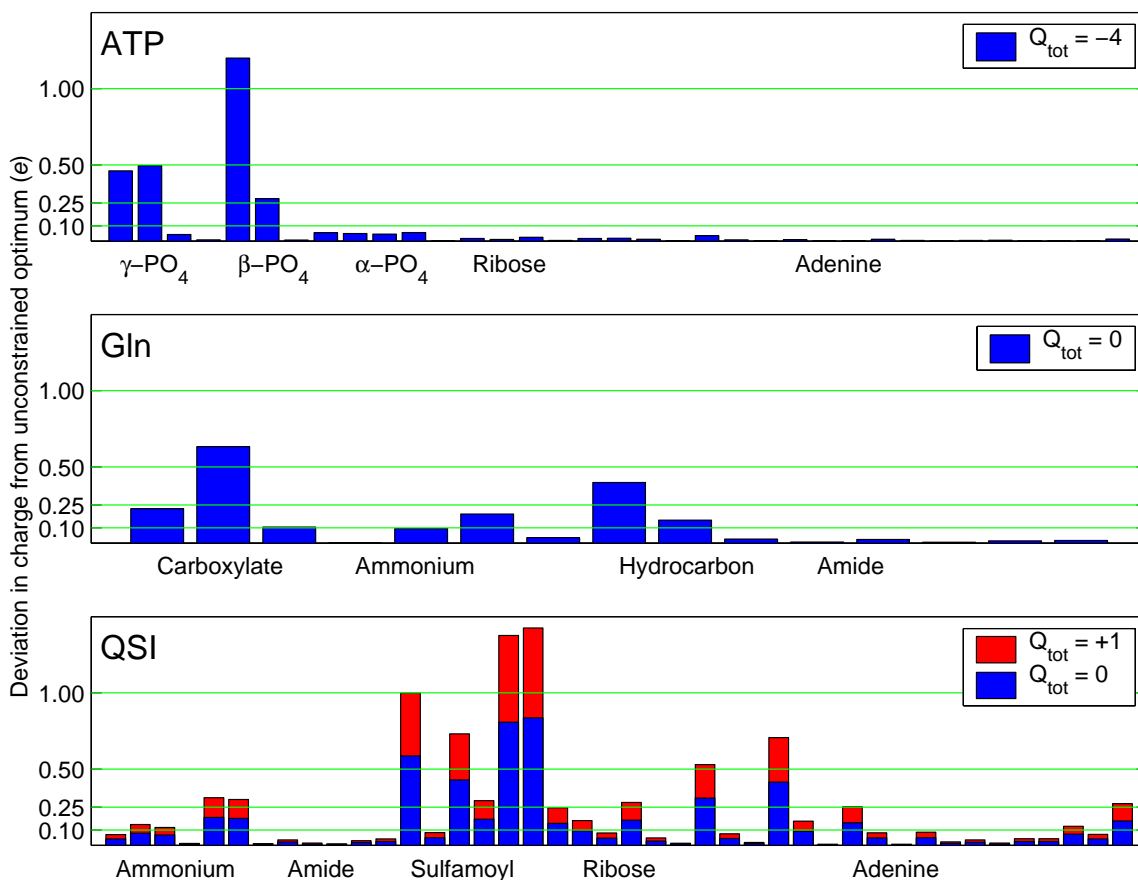 Deviation in charge from unconstrained optimum (e)
ATP
Q_tot = −4
1.00
0.50
0.25
0.10
γ−PO_4 β−PO_4 α−PO_4 Ribose Adenine
Gln
Q_tot = 0
1.00
0.50
0.25
0.10
Carboxylate Ammonium Hydrocarbon Amide
QSI
Q_tot = +1
Q_tot = 0
1.00
0.50
0.25
0.10
Ammonium Amide Sulfamoyl Ribose Adenine